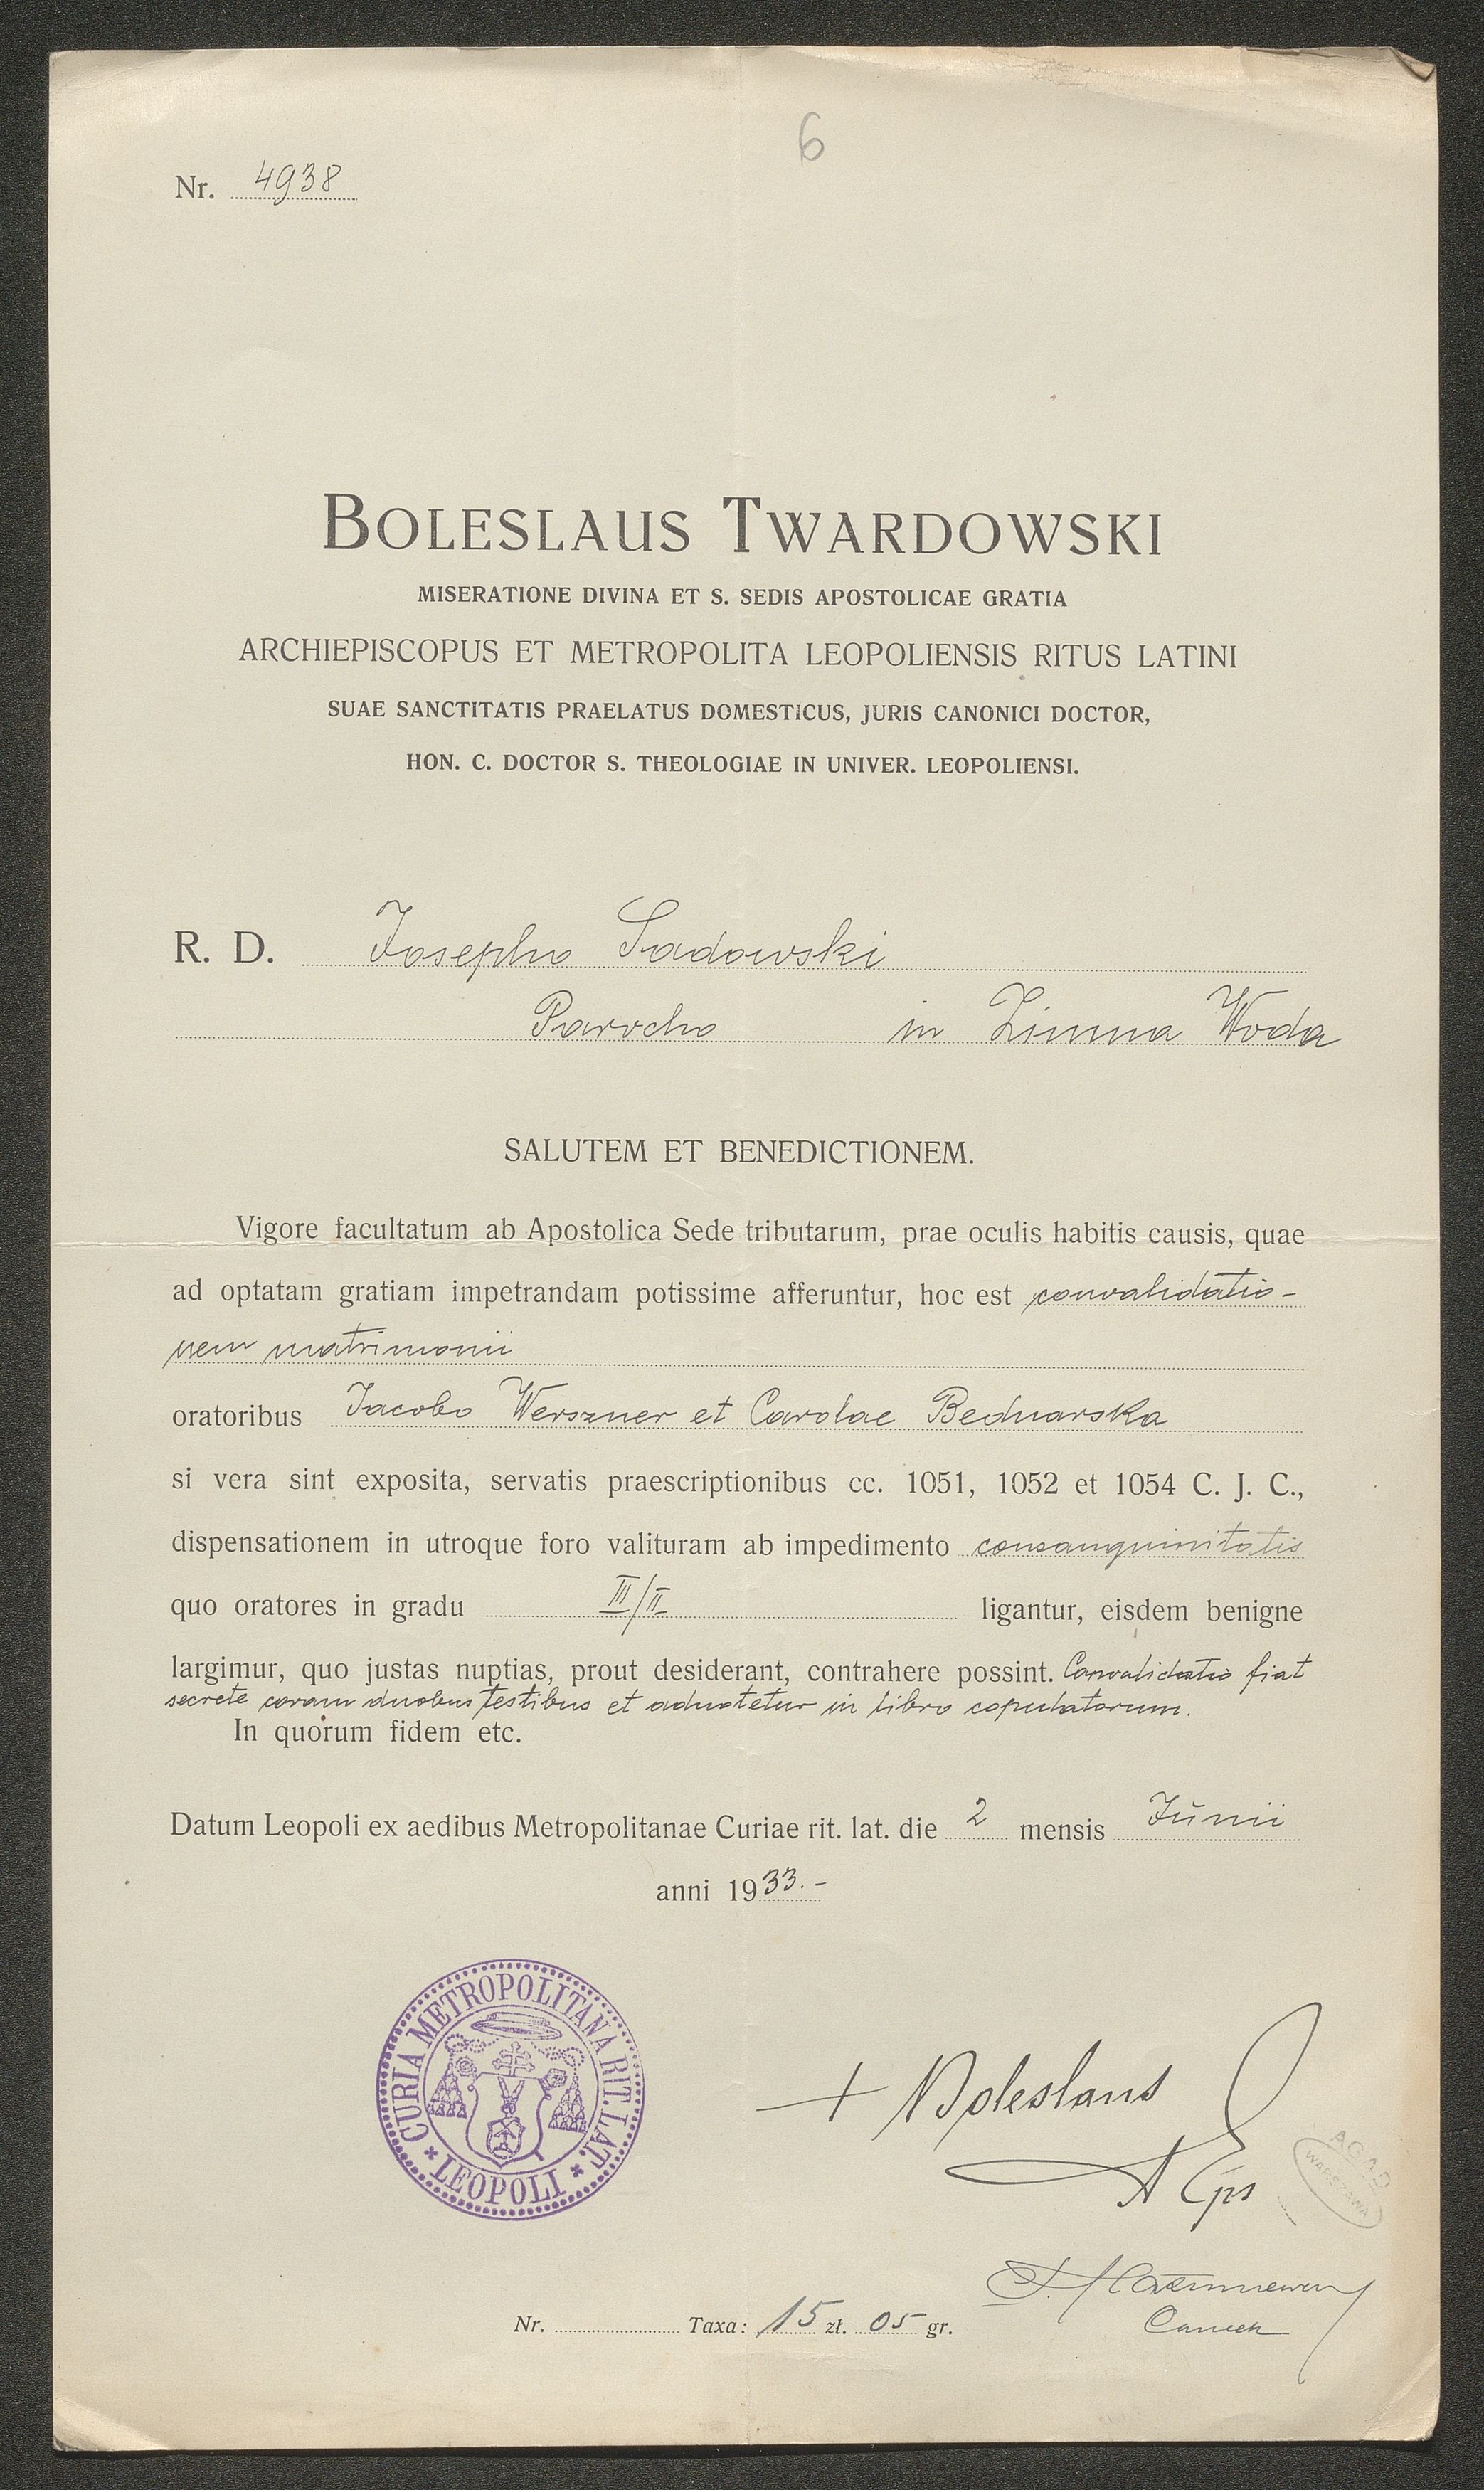 6
Nr. 4938
BOLESLAUS TWARDOWSKI
MISERATIONE DIVINA ET S. SEDIS APOSTOLICAE GRATIA
ARCHIEPISCOPUS ET METROPOLITA LEOPOLIENSIS RITUS LATINI
SUAE SANCTITATIS PRAELATUS DOMESTICUS, JURIS CANONICI DOCTOR,
HON. C. DOCTOR S. THEOLOGIAE IN UNIVER. LEOPOLIENSI.
R. D. Josepho Sadowski
Parocho in Zimna Woda
SALUTEM ET BENEDICTIONEM.
Vigore facultatum ab Apostolica Sede tributarum, prae oculis habitis causis, quae
ad optatam gratiam impetrandam potissime afferuntur, hoc est convalidatio-
nem matrimonii
oratoribus Jacobo Werszner et Carolae Bednarska
si vera sint exposita, servatis praescriptionibus cc. 1051, 1052 et 1054 C. J. C.,
dispensationem in utroque foro valituram ab impedimento consanguinitatis
quo oratores in gradu III/II ligantur, eisdem benigne
largimur, quo justas nuptias, prout desiderant, contrahere possint. Convalidatio fiat
secrete coram duobus testibus et adnotetur in libro copulatorum.
In quorum fidem etc.
Datum Leopoli ex aedibus Metropolitanae Curiae rit. lat. die 2 mensis Junii
anni 1933.-
CURIA METROPOLITANA RIT. LAT.
LEOPOLI
+ Boleslaus
AEps
AGAD
WARSZAWA
Cancell
Nr. Taxa: 15 zł. 05 gr.